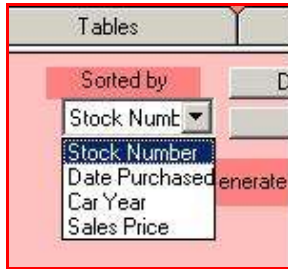 Tables
Sorted by
D
Stock Numb
Stock Number
Date Purchased
enerate
Car Year
Sales Price